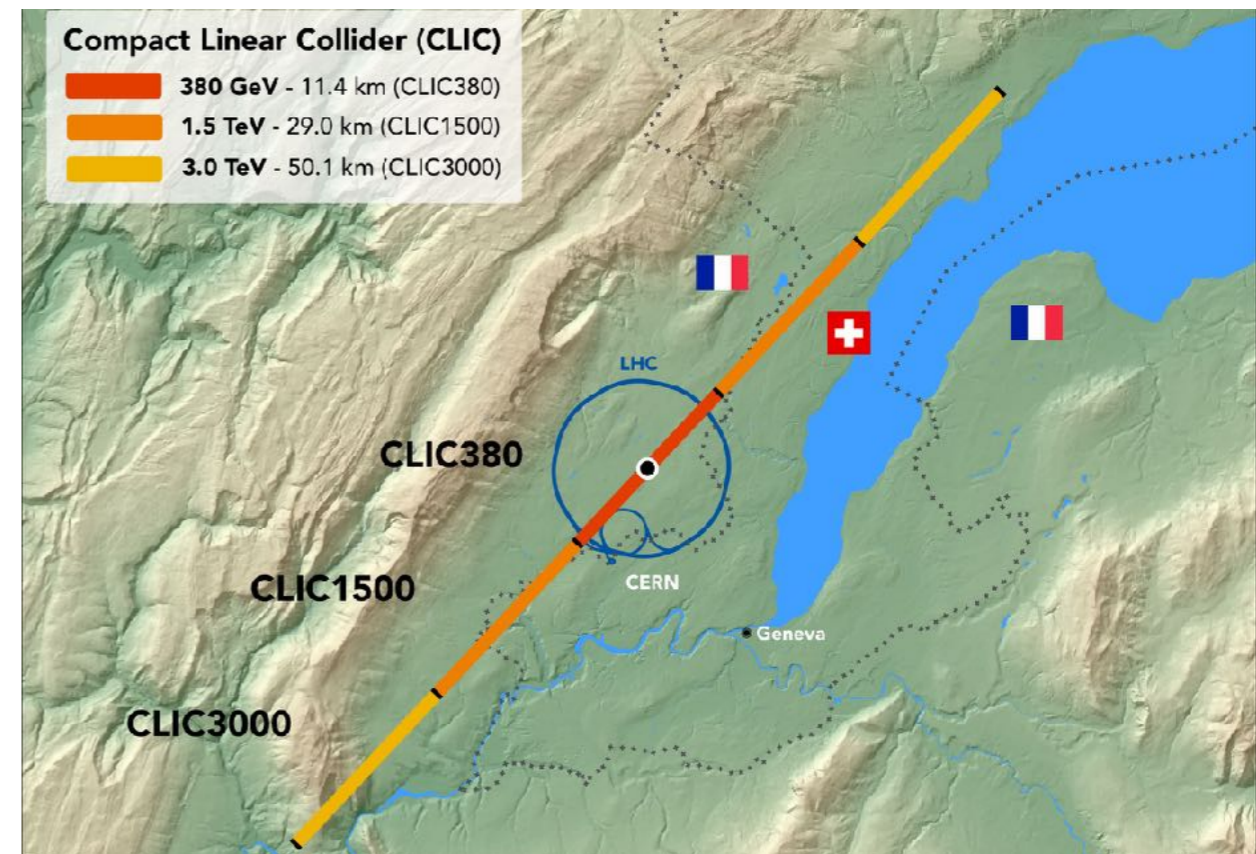 Compact Linear Collider (CLIC)
380 GeV - 11.4 km (CLIC380)
1.5 TeV - 29.0 km (CLIC1500)
3.0 TeV - 50.1 km (CLIC3000)
LHC
CLIC380
CLIC1500
CERN
Geneva
CLIC3000